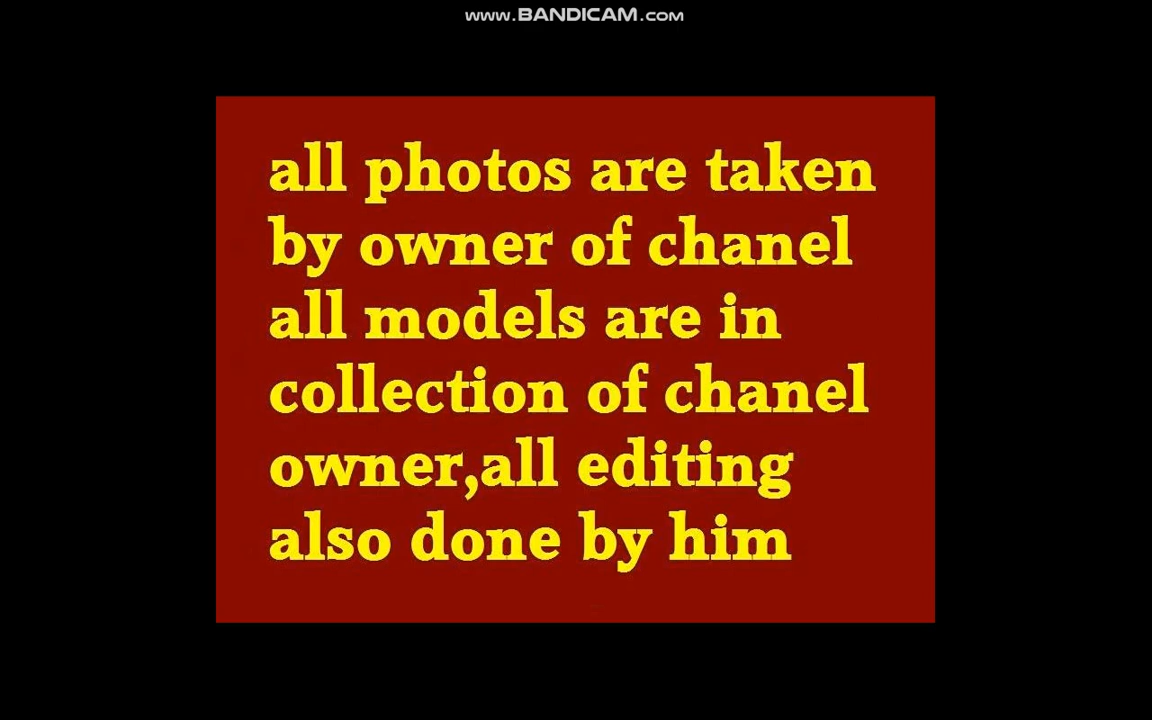 www.BANDICAM.com
all photos are taken
by owner of chanel
all models are in
collection of chanel
owner,all editing
also done by him